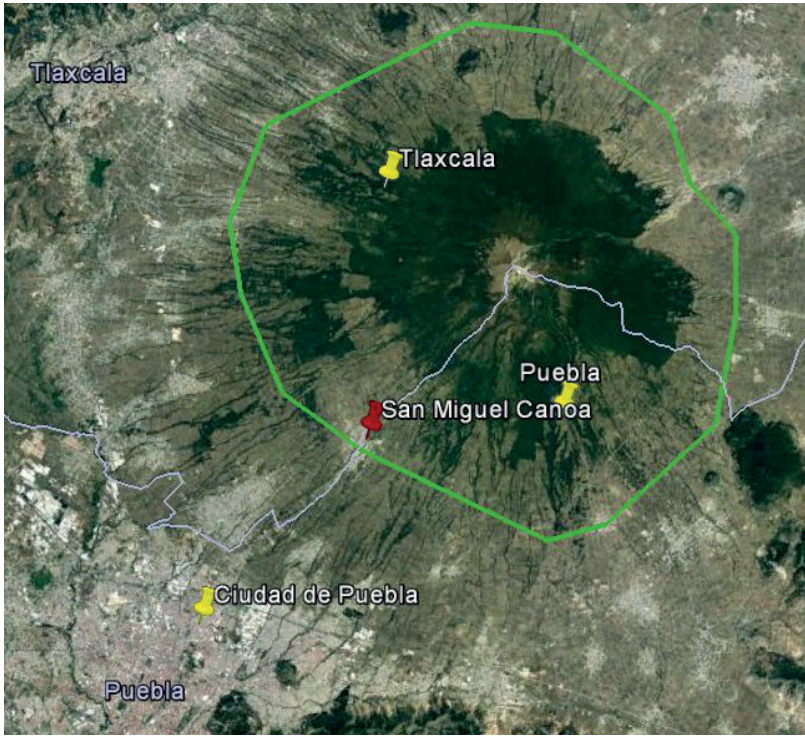 Tlaxcala
Tlaxcala
Puebla
San Miguel Canoa
Ciudad de Puebla
Puebla